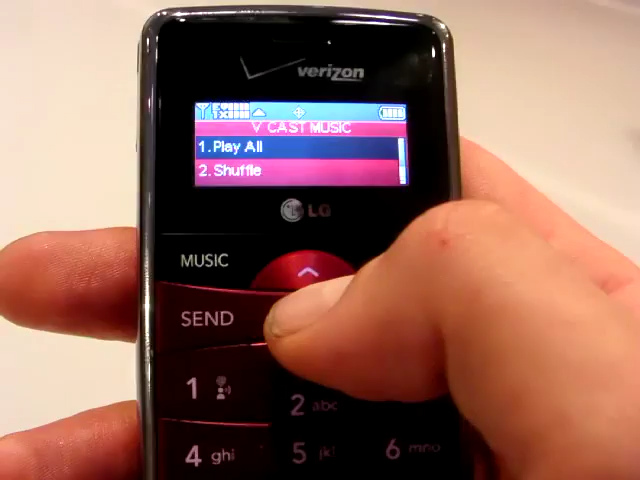 verizon
V CAST MUSIC
1. Play All
2. Shuffle
LG
MUSIC
SEND
1
2 abc
4 ghi
5 jkl
6 mno